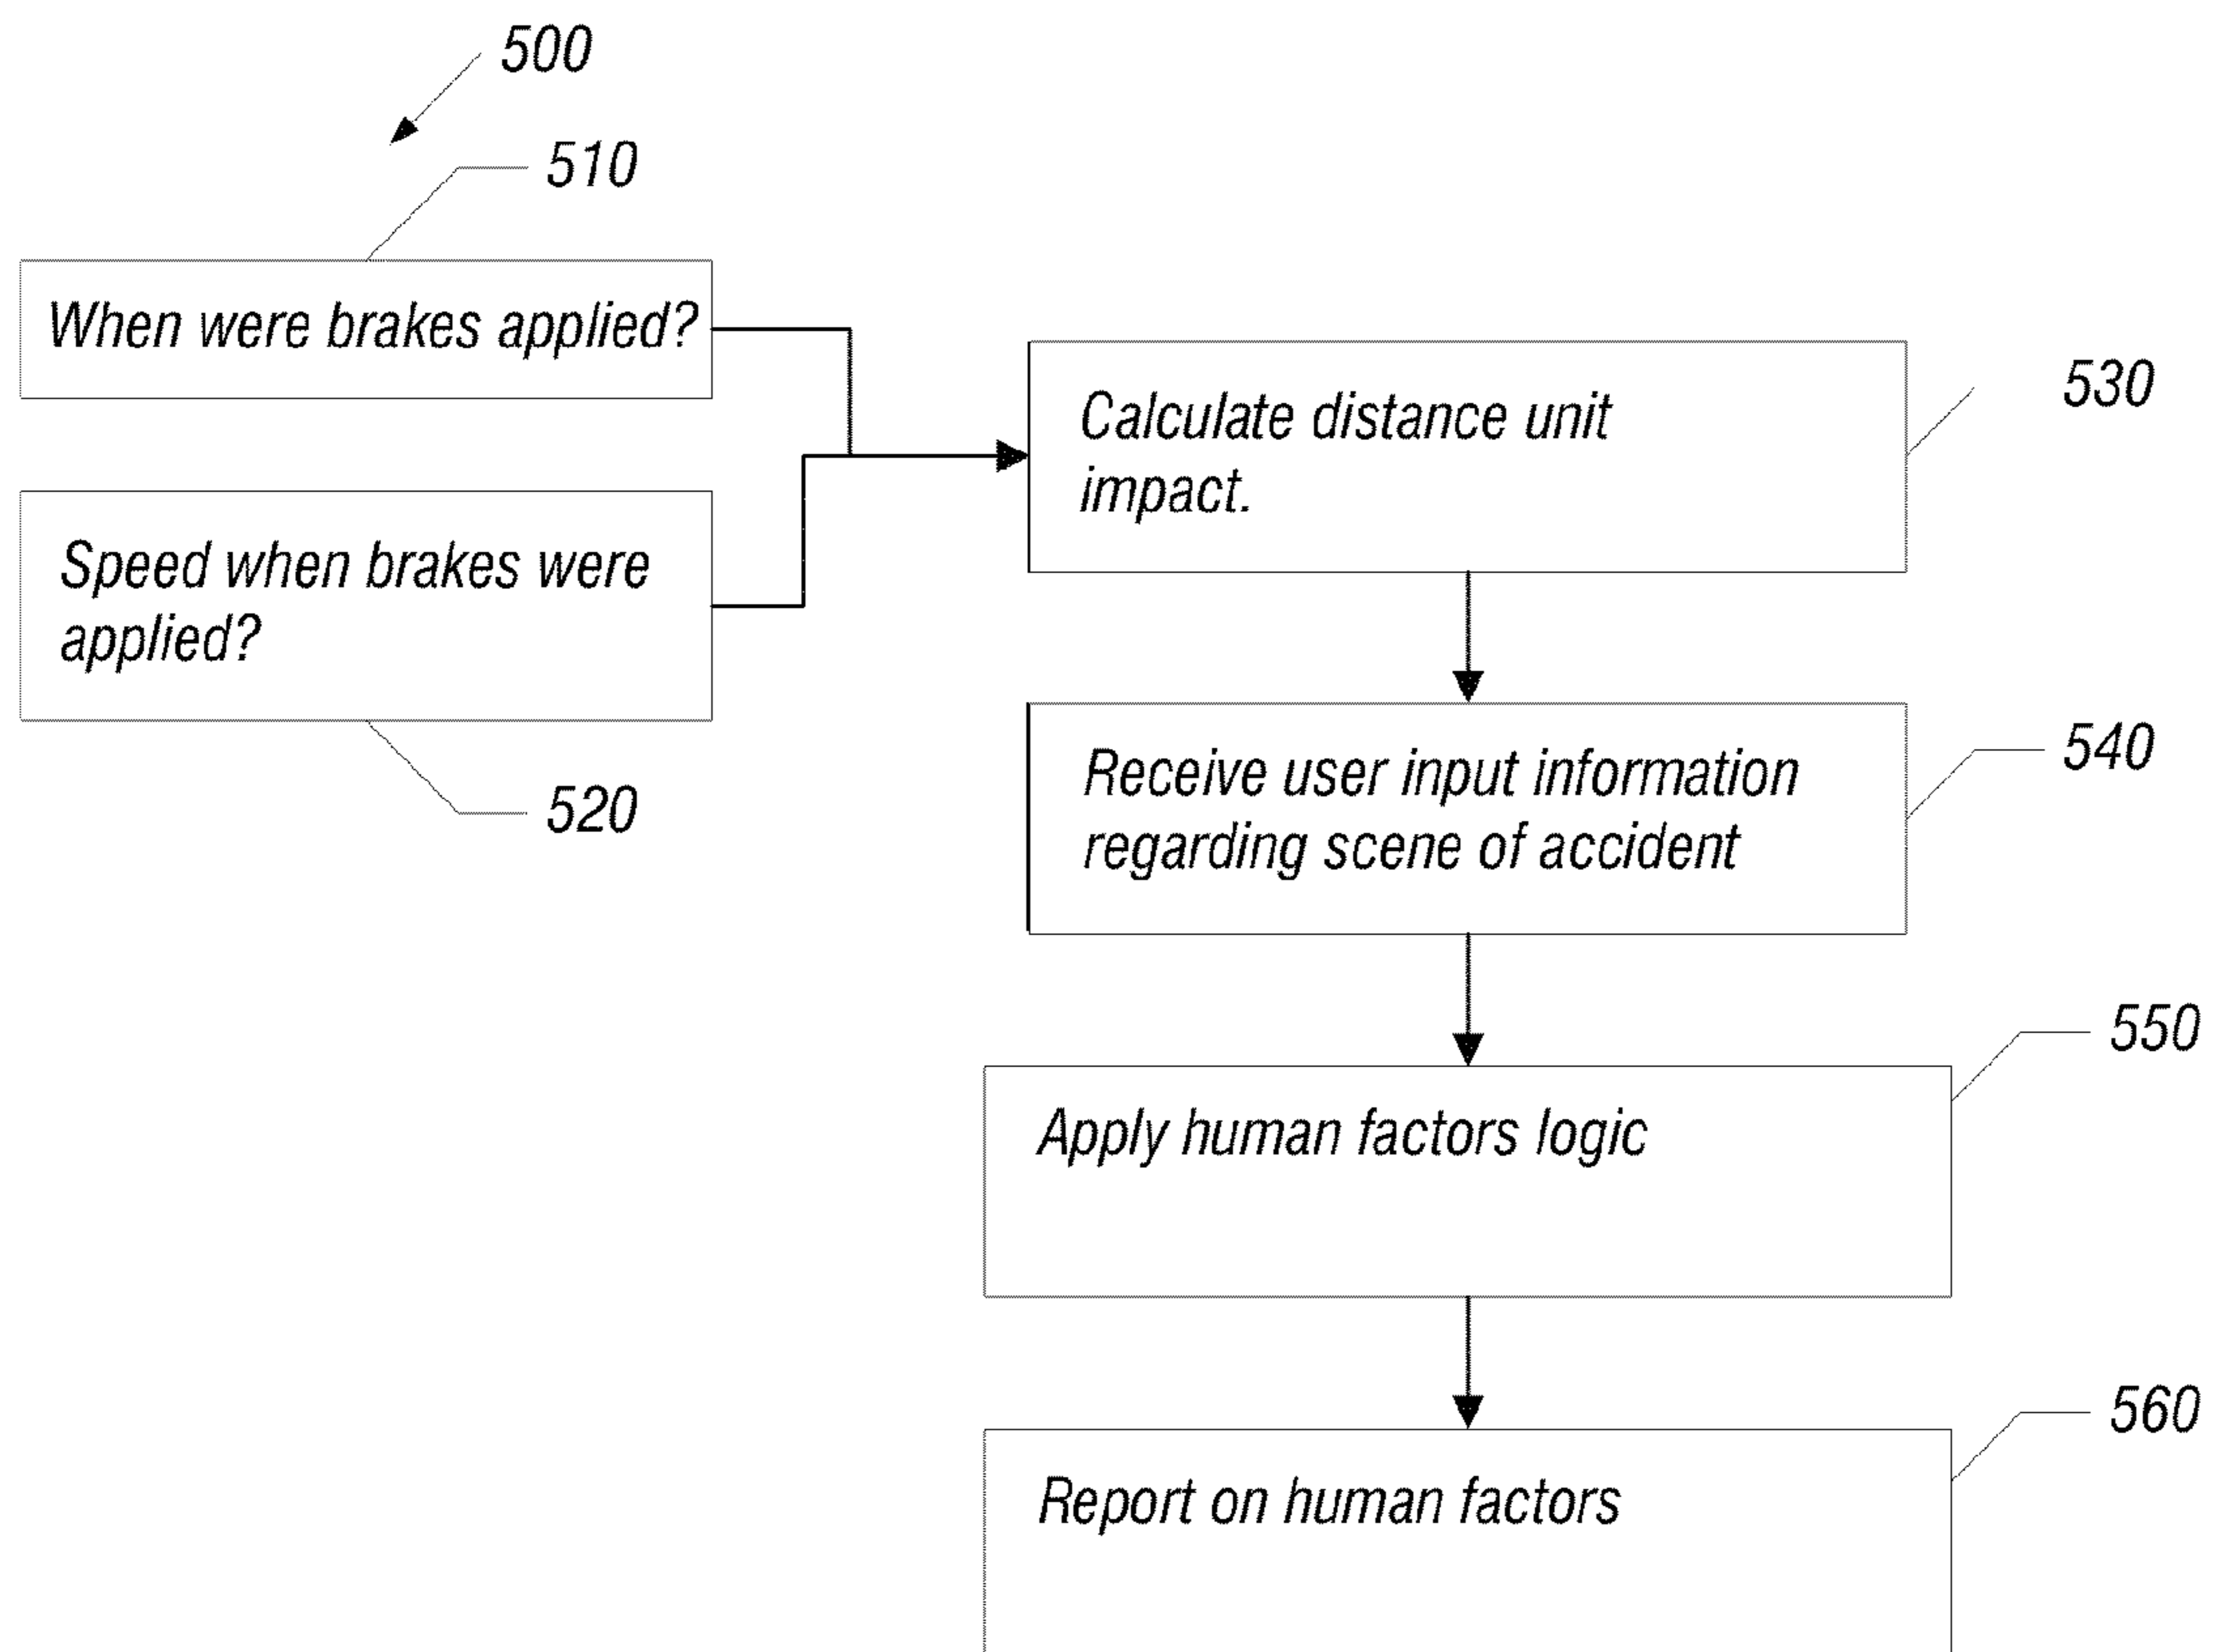 500
510
When were brakes applied?
Speed when brakes were
applied?
520
Calculate distance unit
impact.
530
Receive user input information
regarding scene of accident
540
Apply human factors logic
550
Report on human factors
560